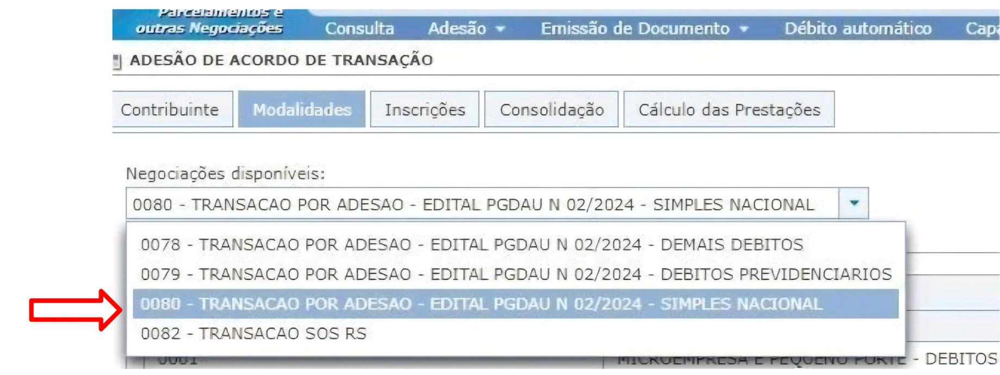 Parcelamentos e
outras Negociações Consulta Adesão Emissão de Documento Débito automático Cap
ADESÃO DE ACORDO DE TRANSAÇÃO
Contribuinte Modalidades Inscrições Consolidação Cálculo das Prestações
Negociações disponíveis:
0080 - TRANSACAO POR ADESAO - EDITAL PGDAU N 02/2024 - SIMPLES NACIONAL
0078 - TRANSACAO POR ADESAO - EDITAL PGDAU N 02/2024 - DEMAIS DEBITOS
0079 - TRANSACAO POR ADESAO - EDITAL PGDAU N 02/2024 - DEBITOS PREVIDENCIARIOS
0080 - TRANSACAO POR ADESAO - EDITAL PGDAU N 02/2024 - SIMPLES NACIONAL
0082 - TRANSACAO SOS RS
0001 MICROEMPRESA E PEQUENO PORTE - DEBITOS